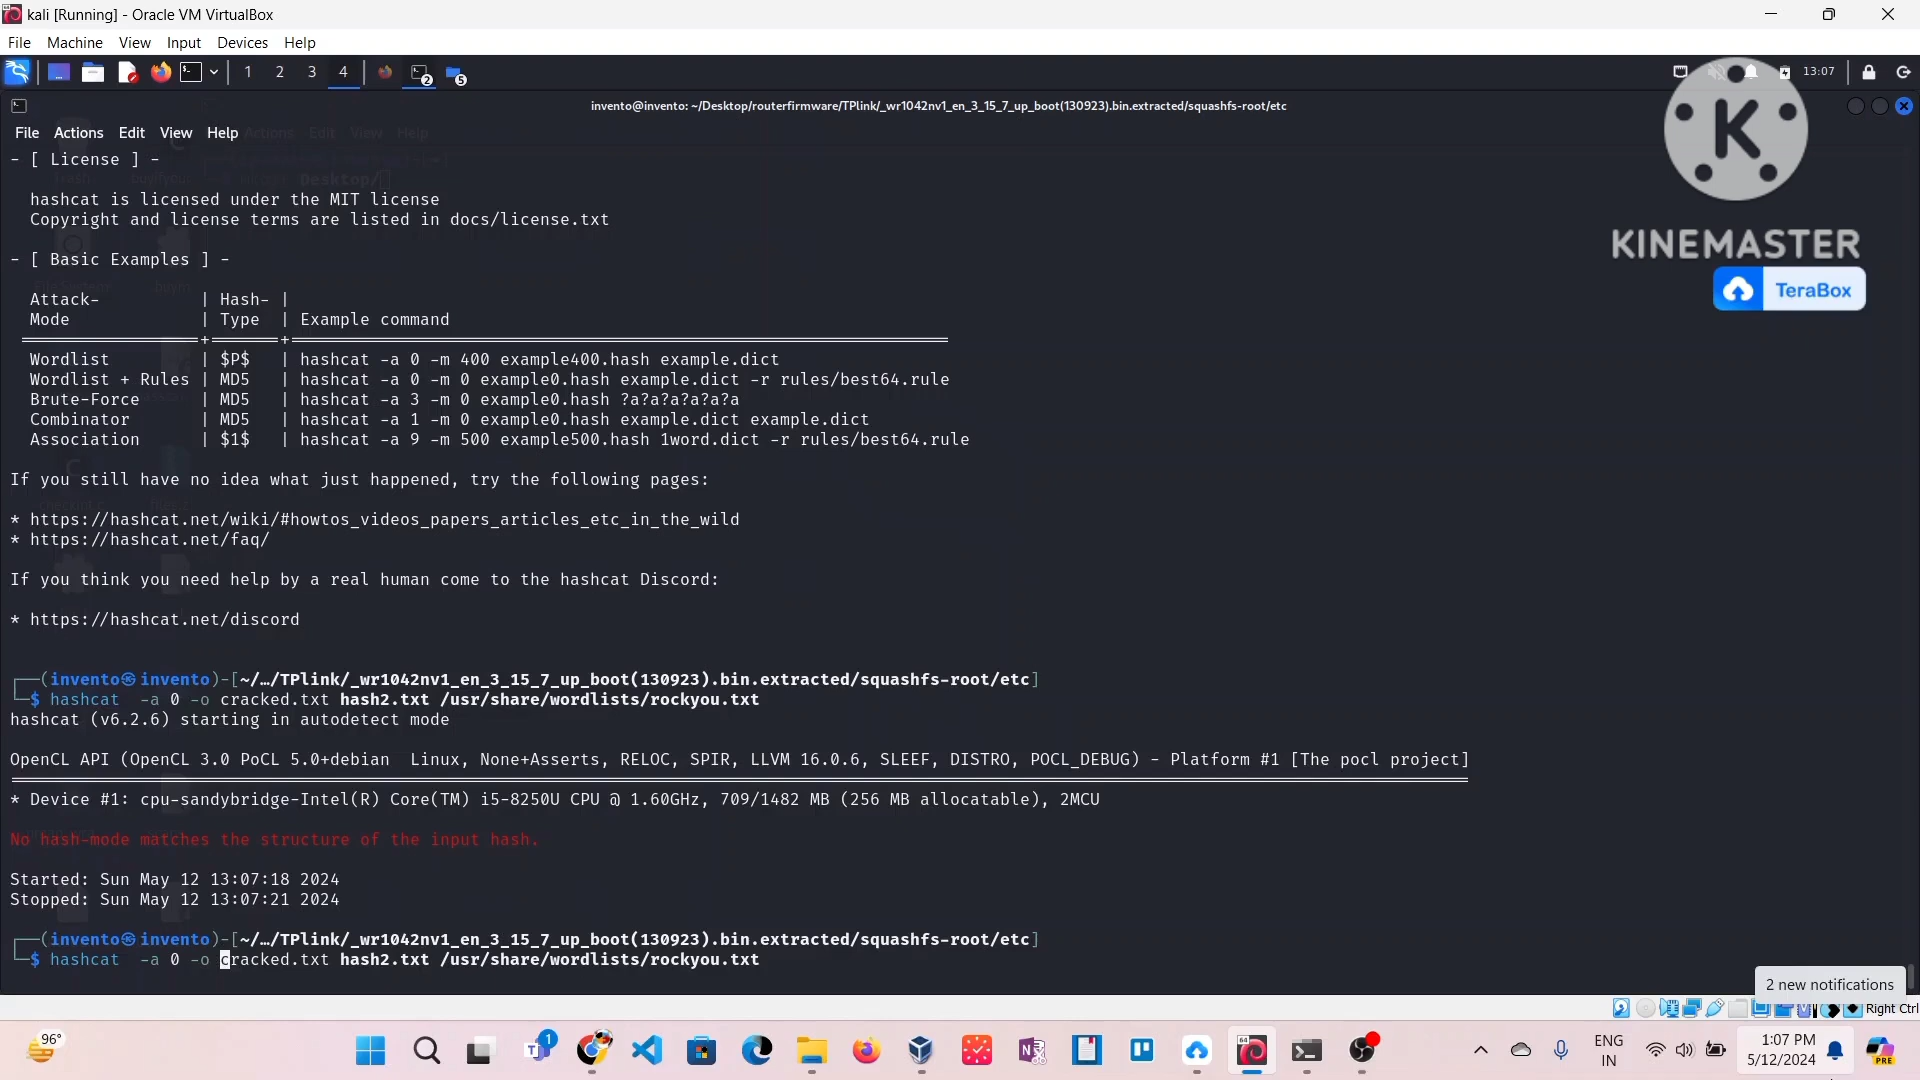 kali [Running] - Oracle VM VirtualBox
File Machine View Input Devices Help
1 2 3 4 2 5 13:07
invento@invento: ~/Desktop/routerfirmware/TPlink/_wr1042nv1_en_3_15_7_up_boot(130923).bin.extracted/squashfs-root/etc
File Actions Edit View Help
- [ License ] -
hashcat is licensed under the MIT license
Copyright and license terms are listed in docs/license.txt
KINEMASTER
TeraBox
- [ Basic Examples ] -
Attack- | Hash- |
Mode | Type | Example command
Wordlist | $P$ | hashcat -a 0 -m 400 example400.hash example.dict
Wordlist + Rules | MD5 | hashcat -a 0 -m 0 example0.hash example.dict -r rules/best64.rule
Brute-Force | MD5 | hashcat -a 3 -m 0 example0.hash ?a?a?a?a?a?a
Combinator | MD5 | hashcat -a 1 -m 0 example0.hash example.dict example.dict
Association | $1$ | hashcat -a 9 -m 500 example500.hash 1word.dict -r rules/best64.rule
If you still have no idea what just happened, try the following pages:
* https://hashcat.net/wiki/#howtos_videos_papers_articles_etc_in_the_wild
* https://hashcat.net/faq/
If you think you need help by a real human come to the hashcat Discord:
* https://hashcat.net/discord
┌──(invento㉿invento)-[~/…/TPlink/_wr1042nv1_en_3_15_7_up_boot(130923).bin.extracted/squashfs-root/etc]
└─$ hashcat  -a 0 -o cracked.txt hash2.txt /usr/share/wordlists/rockyou.txt
hashcat (v6.2.6) starting in autodetect mode
OpenCL API (OpenCL 3.0 PoCL 5.0+debian  Linux, None+Asserts, RELOC, SPIR, LLVM 16.0.6, SLEEF, DISTRO, POCL_DEBUG) - Platform #1 [The pocl project]
* Device #1: cpu-sandybridge-Intel(R) Core(TM) i5-8250U CPU @ 1.60GHz, 709/1482 MB (256 MB allocatable), 2MCU
No hash-mode matches the structure of the input hash.
Started: Sun May 12 13:07:18 2024
Stopped: Sun May 12 13:07:21 2024
┌──(invento㉿invento)-[~/…/TPlink/_wr1042nv1_en_3_15_7_up_boot(130923).bin.extracted/squashfs-root/etc]
└─$ hashcat  -a 0 -o cracked.txt hash2.txt /usr/share/wordlists/rockyou.txt
2 new notifications
Right Ctrl
96°
1
ENG
IN
1:07 PM
5/12/2024
PRE